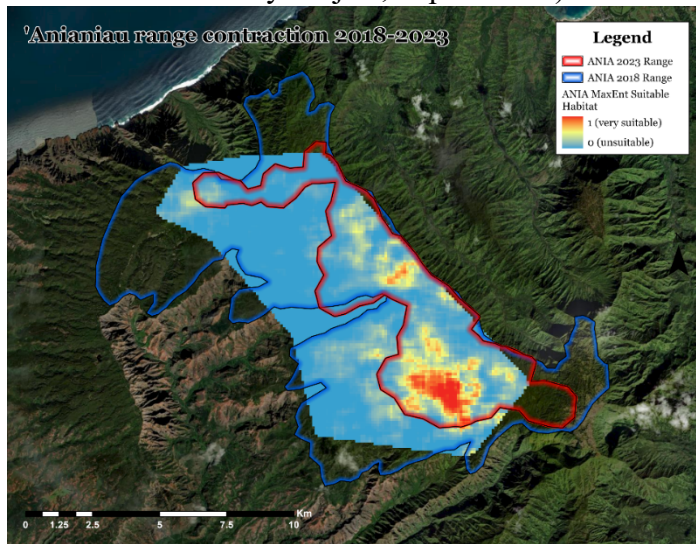 'Anianiau range contraction 2018-2023
Legend
ANIA 2023 Range
ANIA 2018 Range
ANIA MaxEnt Suitable
Habitat
1 (very suitable)
0 (unsuitable)
Km
0 1.25 2.5 5 7.5 10